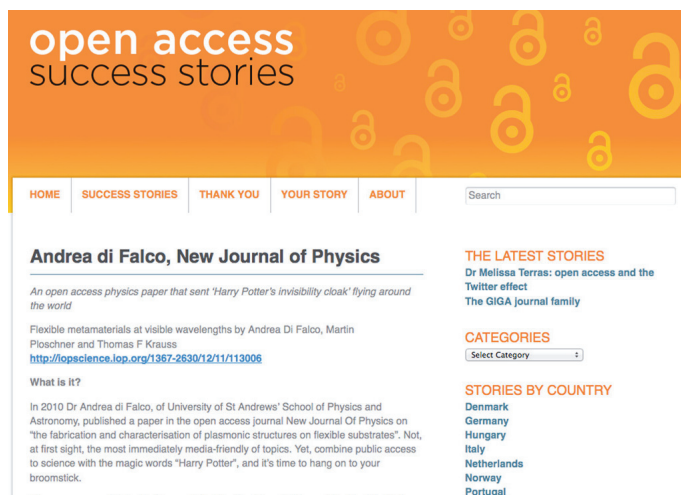 open access
success stories
HOME
SUCCESS STORIES
THANK YOU
YOUR STORY
ABOUT
Search
Andrea di Falco, New Journal of Physics
An open access physics paper that sent ‘Harry Potter’s invisibility cloak’ flying around
the world
Flexible metamaterials at visible wavelengths by Andrea Di Falco, Martin
Ploschner and Thomas F Krauss
http://iopscience.iop.org/1367-2630/12/11/113006
What is it?
In 2010 Dr Andrea di Falco, of University of St Andrews’ School of Physics and
Astronomy, published a paper in the open access journal New Journal Of Physics on
“the fabrication and characterisation of plasmonic structures on flexible substrates”. Not,
at first sight, the most immediately media-friendly of topics. Yet, combine public access
to science with the magic words “Harry Potter”, and it’s time to hang on to your
broomstick.
THE LATEST STORIES
Dr Melissa Terras: open access and the
Twitter effect
The GIGA journal family
CATEGORIES
Select Category
STORIES BY COUNTRY
Denmark
Germany
Hungary
Italy
Netherlands
Norway
Portugal